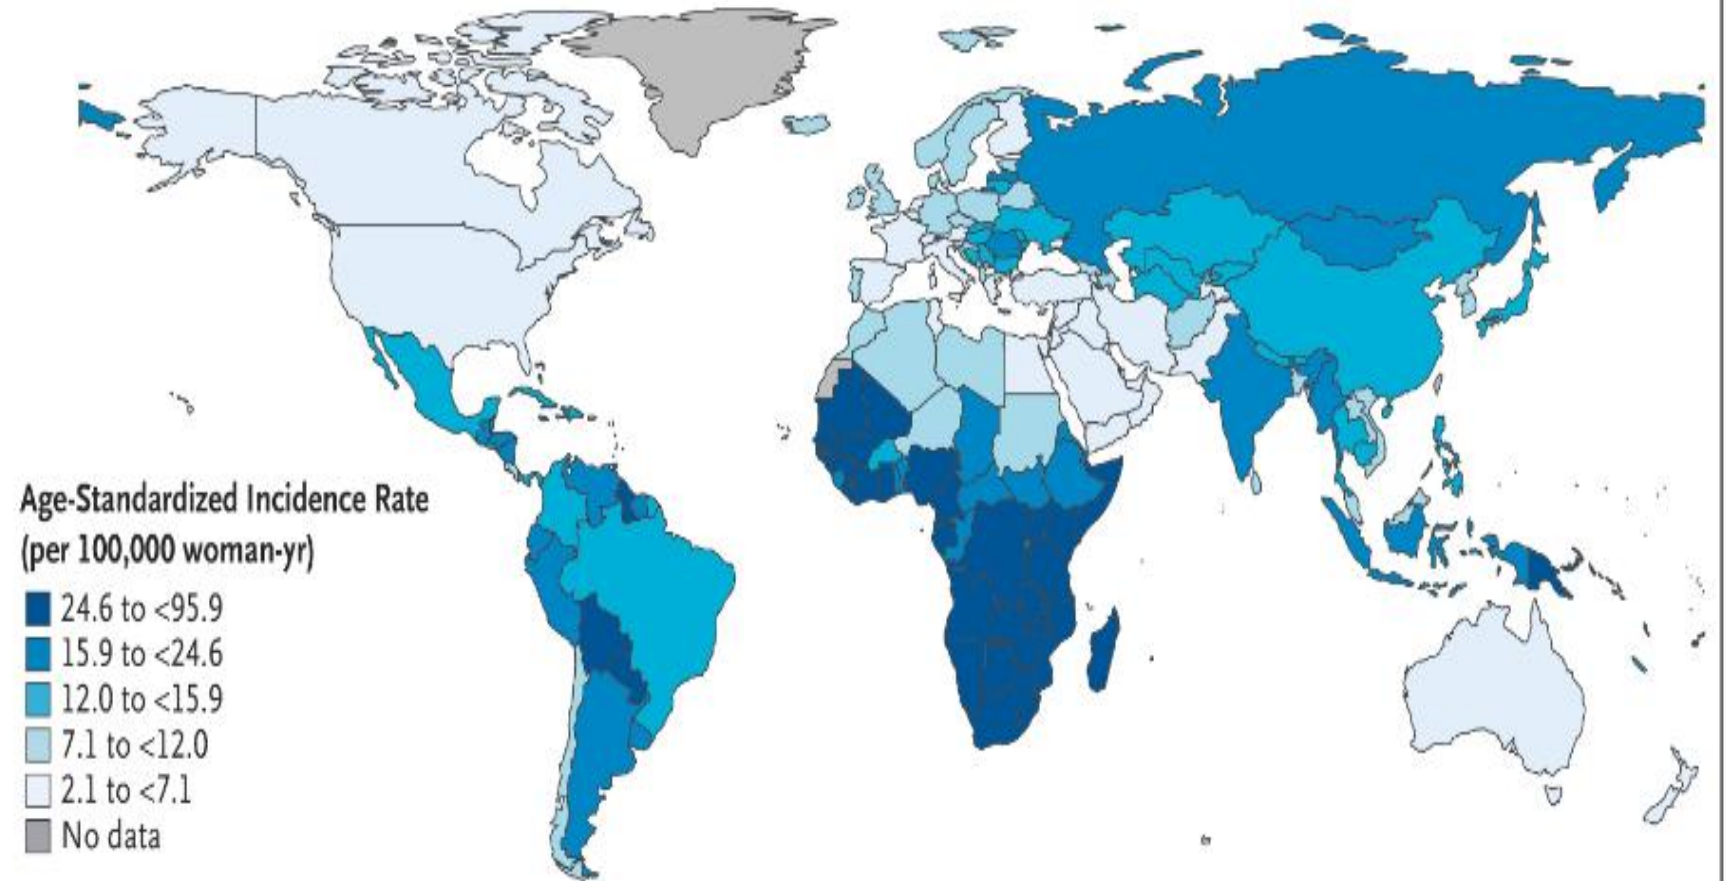 Age-Standardized Incidence Rate
(per 100,000 woman-yr)
24.6 to <95.9
15.9 to <24.6
12.0 to <15.9
7.1 to <12.0
2.1 to <7.1
No data